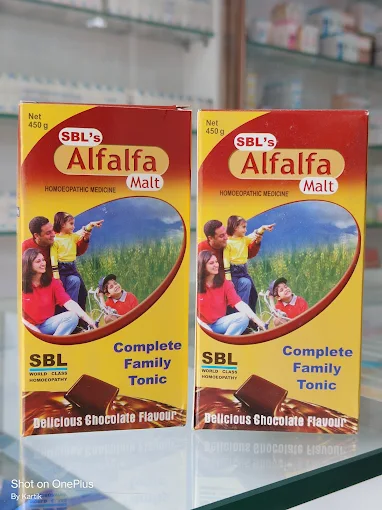 Net
450 g
SBL's
Alfalfa
Malt
HOMOEOPATHIC MEDICINE
SBL
WORLD CLASS
HOMOEOPATHY
Complete
Family
Tonic
Delicious Chocolate Flavour
Net
450 g
SBL's
Alfalfa
Malt
HOMOEOPATHIC MEDICINE
SBL
WORLD CLASS
HOMOEOPATHY
Complete
Family
Tonic
Delicious Chocolate Flavour
Shot on OnePlus
By Kartik